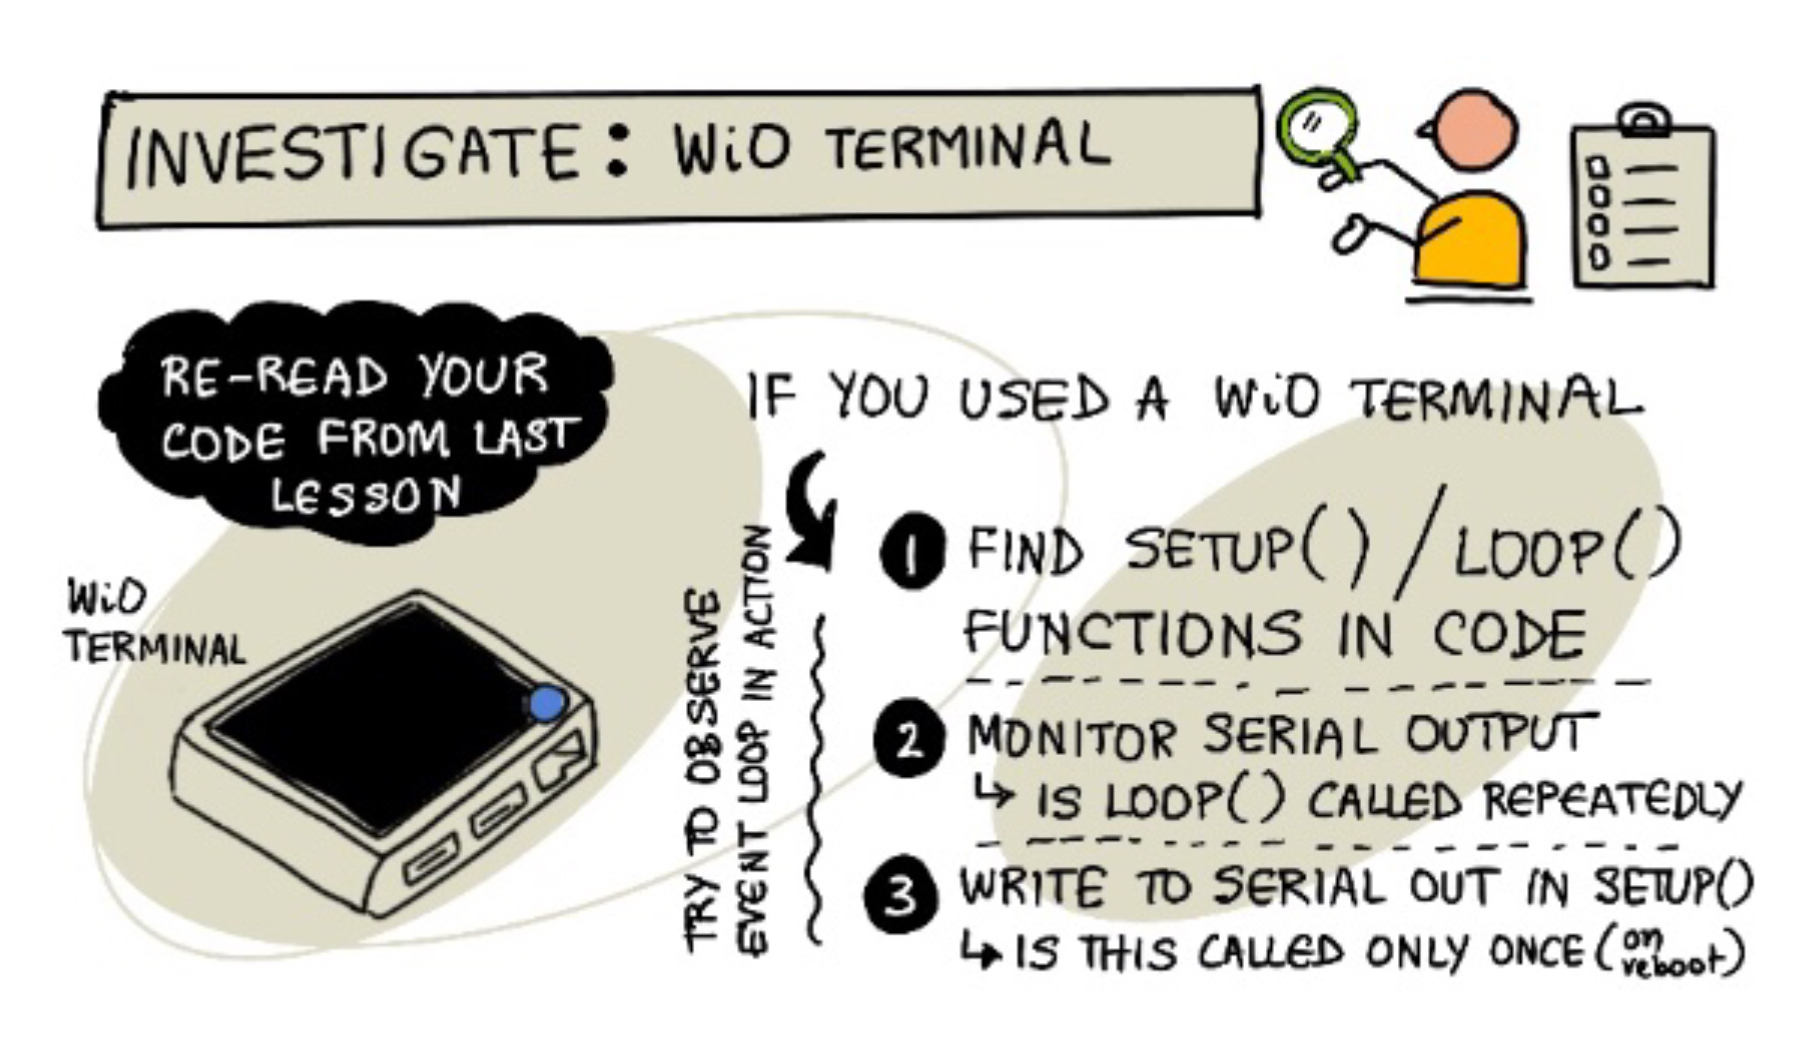 INVESTIGATE: WiO TERMINAL
RE-READ YOUR
CODE FROM LAST
LESSON
WiO
TERMINAL
IF YOU USED A WiO TERMINAL
TRY TO OBSERVE
EVENT LOOP IN ACTION
1 FIND SETUP() / LOOP()
FUNCTIONS IN CODE
2 MONITOR SERIAL OUTPUT
↳ IS LOOP() CALLED REPEATEDLY
3 WRITE TO SERIAL OUT IN SETUP()
↳ IS THIS CALLED ONLY ONCE (on
reboot)